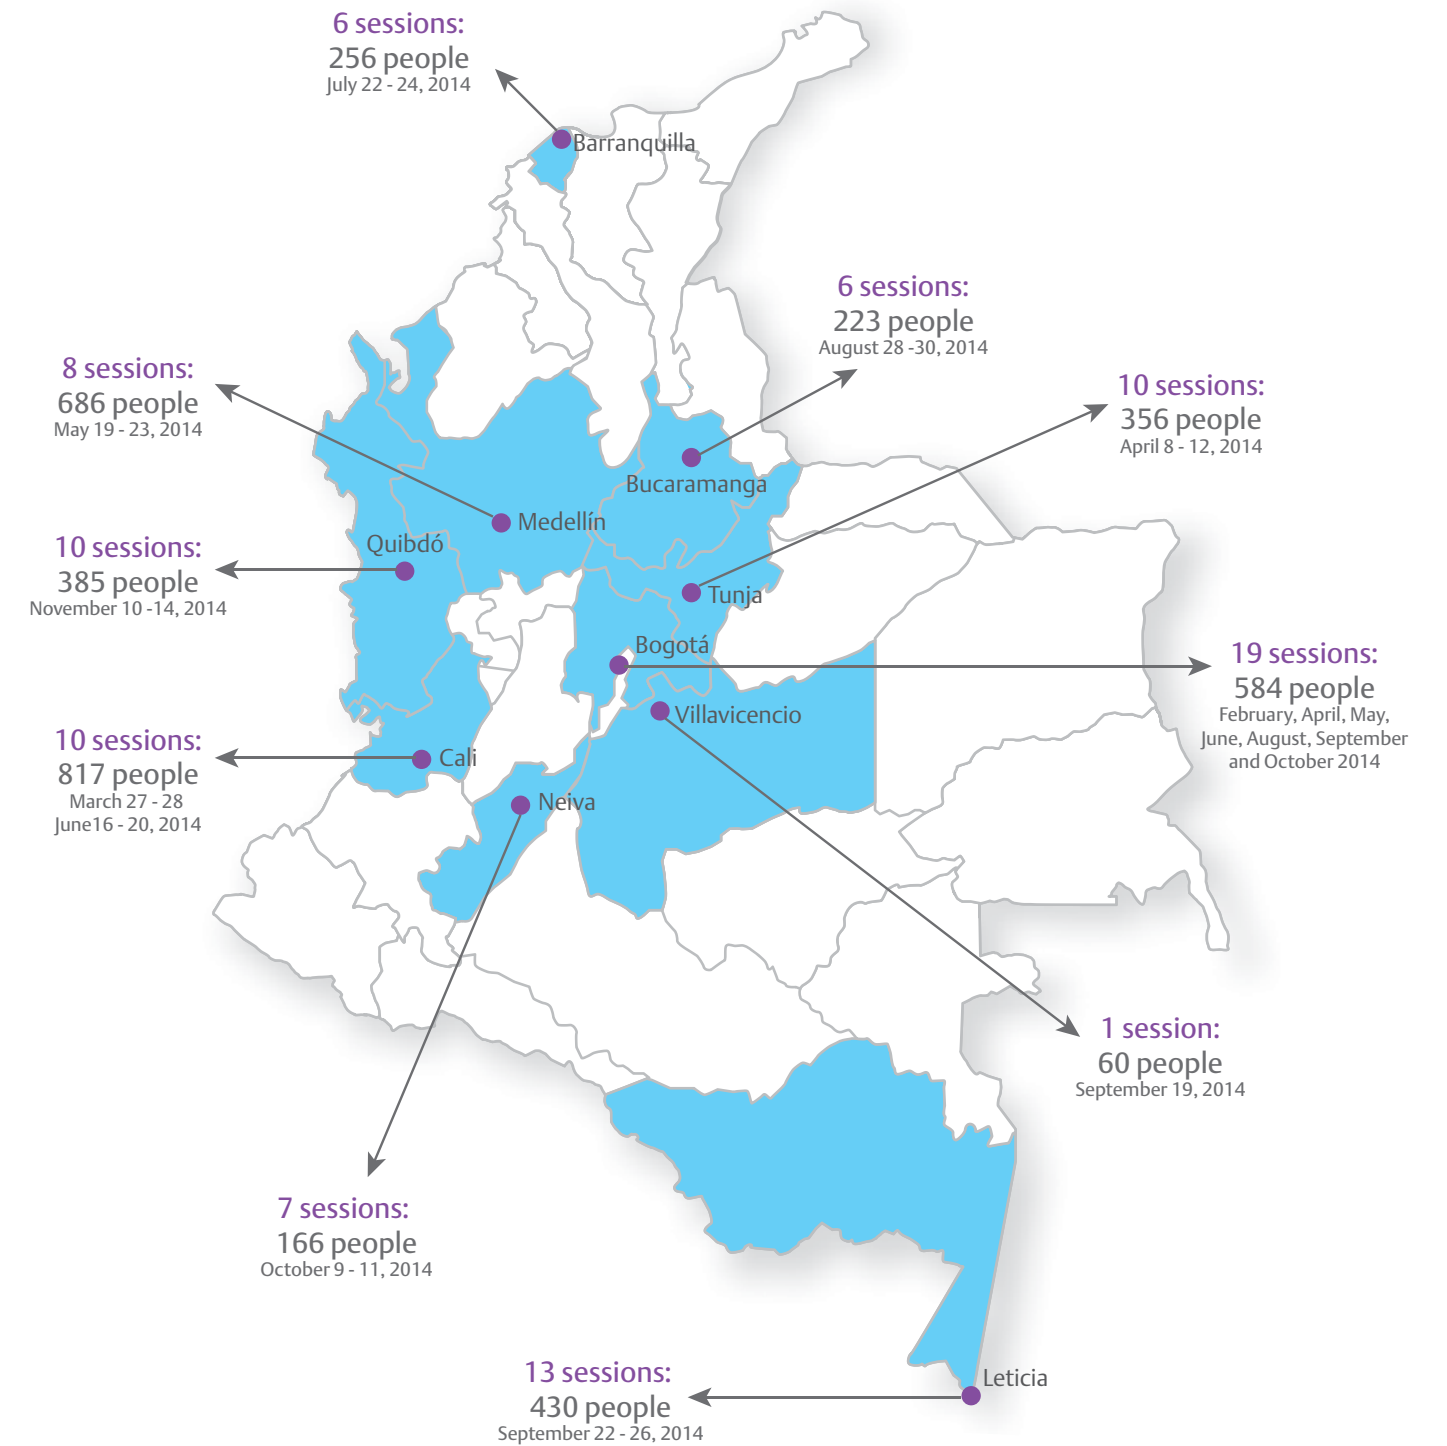 6 sessions:
256 people
July 22 - 24, 2014
Barranquilla
6 sessions:
223 people
August 28 -30, 2014
8 sessions:
686 people
May 19 - 23, 2014
10 sessions:
356 people
April 8 - 12, 2014
Bucaramanga
Medellín
Quibdó
10 sessions:
385 people
November 10 -14, 2014
Tunja
Bogotá
19 sessions:
584 people
February, April, May,
June, August, September
and October 2014
Villavicencio
10 sessions:
817 people
March 27 - 28
June16 - 20, 2014
Cali
Neiva
1 session:
60 people
September 19, 2014
7 sessions:
166 people
October 9 - 11, 2014
13 sessions:
430 people
September 22 - 26, 2014
Leticia